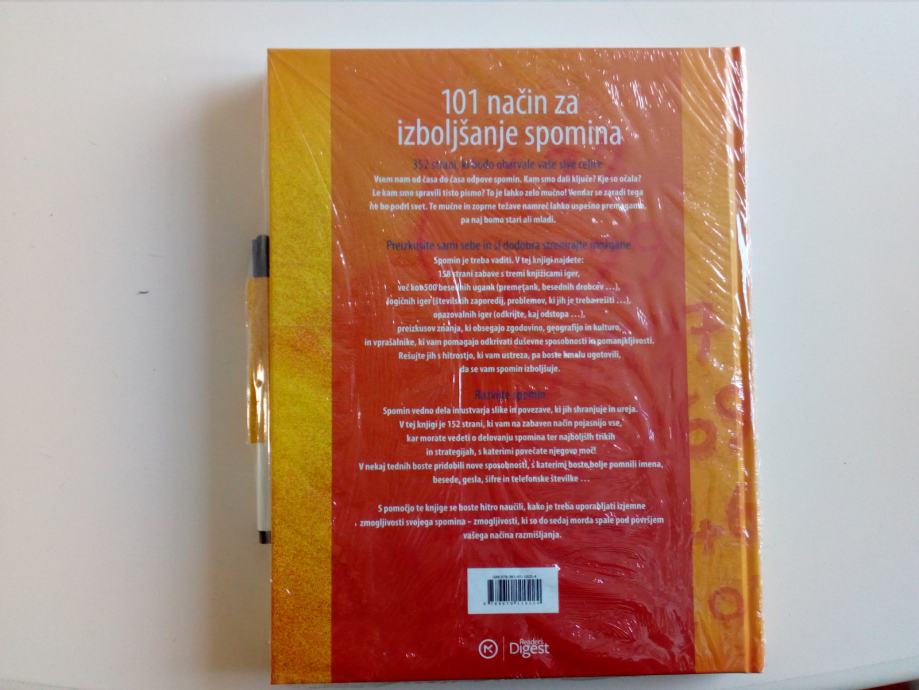 101 način za
izboljšanje spomina
352 strani, ki bodo obarvale vaše sive celice
Vsem nam od časa do časa odpove spomin. Kam smo dali ključe? Kje so očala?
Le kam smo spravili tisto pismo? To je lahko zelo mučno! Vendar se zaradi tega
ne bo podrl svet. Te mučne in zoprne težave namreč lahko uspešno premagamo,
pa naj bomo stari ali mladi.
Preizkusite sami sebe in si dodobra strenirajte možgane
Spomin je treba vaditi. V tej knjigi najdete:
158 strani zabave s tremi knjižicami iger,
več kot 500 besednih ugank (premetank, besednih drobcev …),
logičnih iger (številskih zaporedij, problemov, ki jih je treba rešiti …),
opazovalnih iger (odkrijte, kaj odstopa …),
preizkusov znanja, ki obsegajo zgodovino, geografijo in kulturo,
in vprašalnike, ki vam pomagajo odkrivati duševne sposobnosti in pomanjkljivosti.
Rešujte jih s hitrostjo, ki vam ustreza, pa boste kmalu ugotovili,
da se vam spomin izboljšuje.
Razvijte spomin
Spomin vedno dela in ustvarja slike in povezave, ki jih shranjuje in ureja.
V tej knjigi je 152 strani, ki vam na zabaven način pojasnijo vse,
kar morate vedeti o delovanju spomina ter najboljših trikih
in strategijah, s katerimi povečate njegovo moč!
V nekaj tednih boste pridobili nove sposobnosti, s katerimi boste bolje pomnili imena,
besede, gesla, šifre in telefonske številke …
S pomočjo te knjige se boste hitro naučili, kako je treba uporabljati izjemne
zmogljivosti svojega spomina – zmogljivosti, ki so do sedaj morda spale pod površjem
vašega načina razmišljanja.
Reader's
Digest